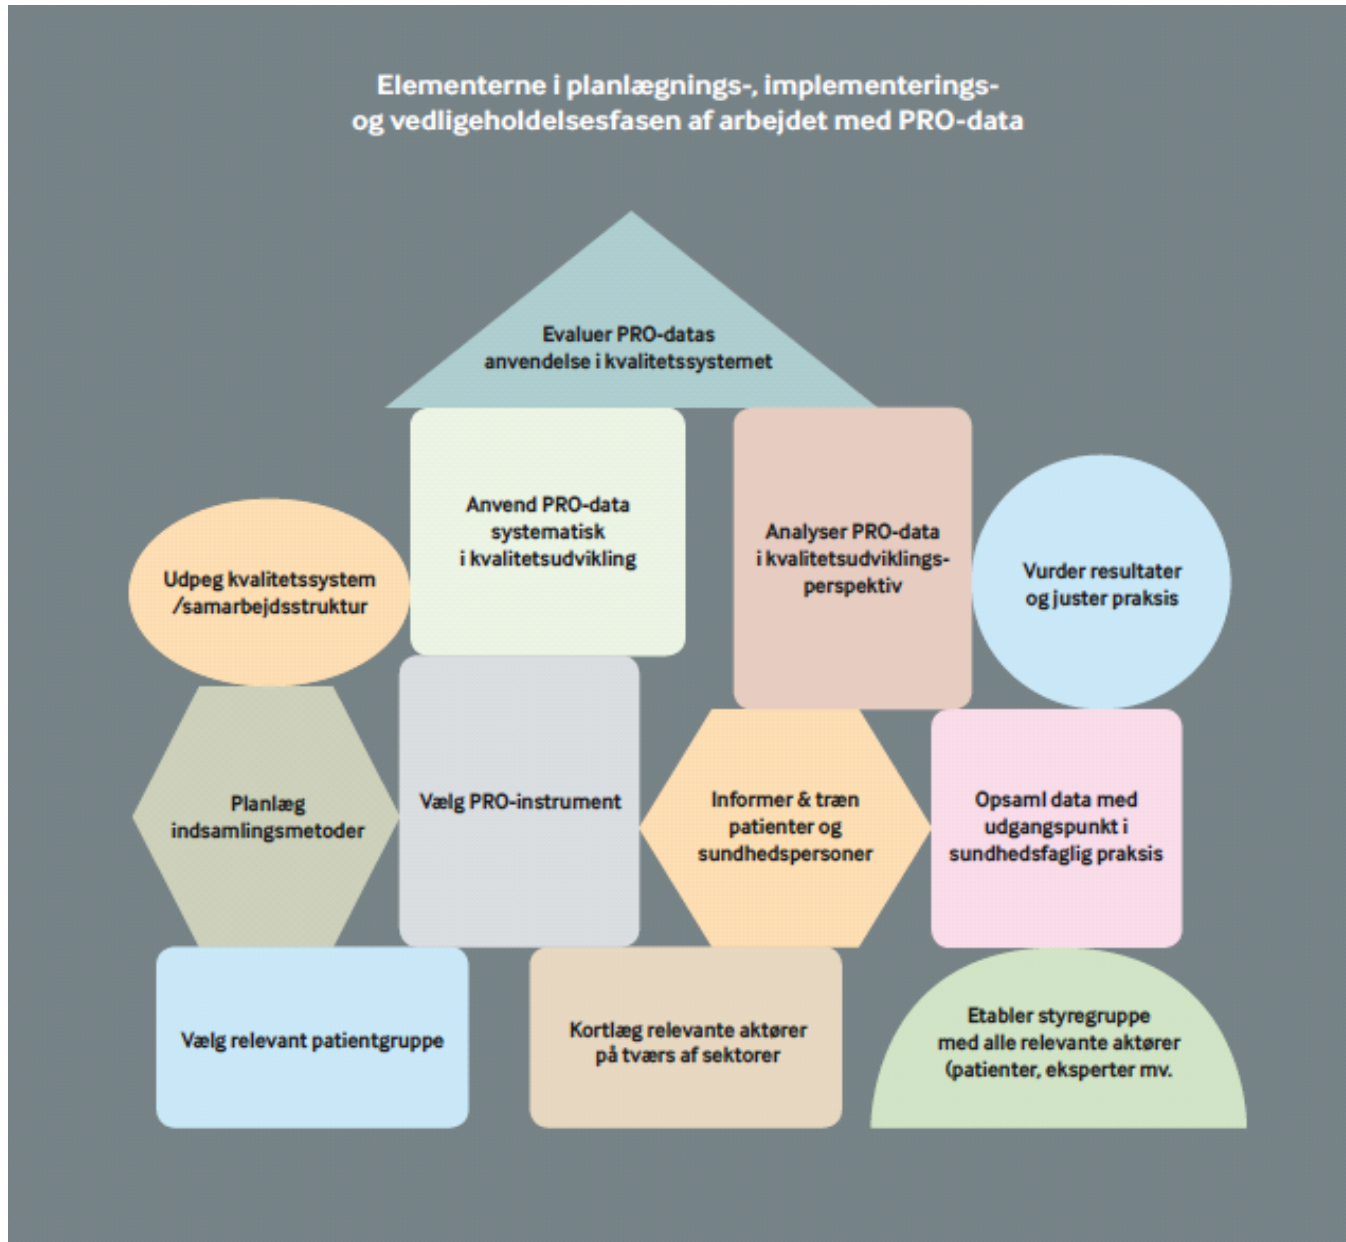 Elementerne i planlægnings-, implementerings-
og vedligeholdelsesfasen af arbejdet med PRO-data
Evaluer PRO-datas
anvendelse i kvalitetssystemet
Anvend PRO-data
systematisk
i kvalitetsudvikling
Analyser PRO-data
i kvalitetsudviklings-
perspektiv
Udpeg kvalitetssystem
/samarbejdsstruktur
Vurder resultater
og juster praksis
Planlæg
indsamlingsmetoder
Vælg PRO-instrument
Informer & træn
patienter og
sundhedspersoner
Opsaml data med
udgangspunkt i
sundhedsfaglig praksis
Vælg relevant patientgruppe
Kortlæg relevante aktører
på tværs af sektorer
Etabler styregruppe
med alle relevante aktører
(patienter, eksperter mv.